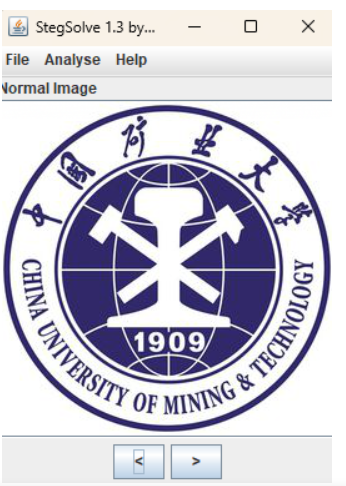 StegSolve 1.3 by...
File Analyse Help
Normal Image
中国矿业大学
CHINA UNIVERSITY OF MINING & TECHNOLOGY
1909
< >